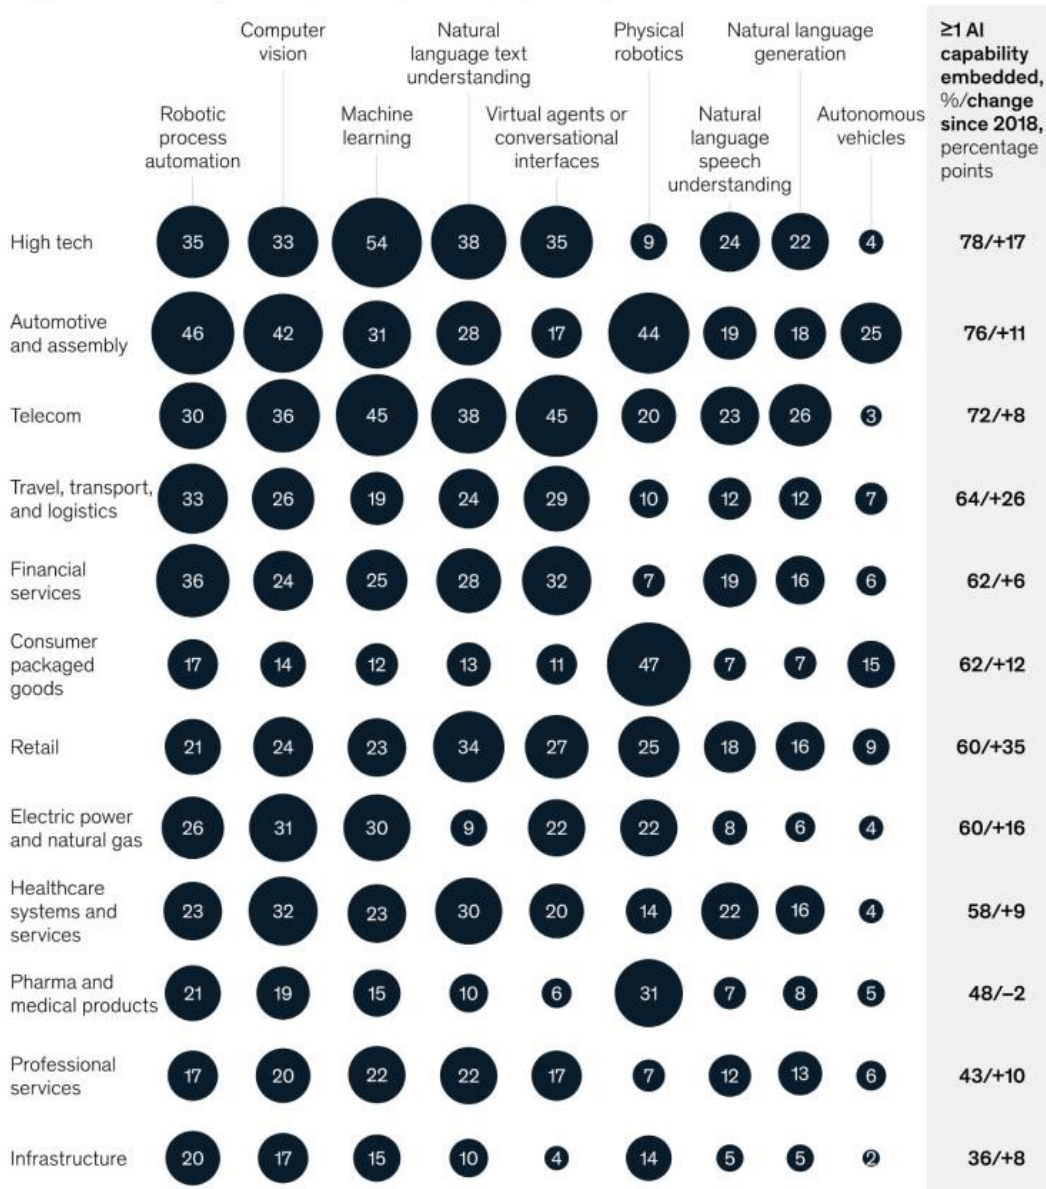 Computer
vision
Natural
language text
understanding
Physical
robotics
Natural language
generation
≥1 AI
capability
embedded,
%/change
since 2018,
percentage
points
Robotic
process
automation
Machine
learning
Virtual agents or
conversational
interfaces
Natural
language
speech
understanding
Autonomous
vehicles
High tech 35 33 54 38 35 9 24 22 4 78/+17
Automotive
and assembly 46 42 31 28 17 44 19 18 25 76/+11
Telecom 30 36 45 38 45 20 23 26 3 72/+8
Travel, transport,
and logistics 33 26 19 24 29 10 12 12 7 64/+26
Financial
services 36 24 25 28 32 7 19 16 6 62/+6
Consumer
packaged
goods 17 14 12 13 11 47 7 7 15 62/+12
Retail 21 24 23 34 27 25 18 16 9 60/+35
Electric power
and natural gas 26 31 30 9 22 22 8 6 4 60/+16
Healthcare
systems and
services 23 32 23 30 20 14 22 16 4 58/+9
Pharma and
medical products 21 19 15 10 6 31 7 8 5 48/–2
Professional
services 17 20 22 22 17 7 12 13 6 43/+10
Infrastructure 20 17 15 10 4 14 5 5 2 36/+8